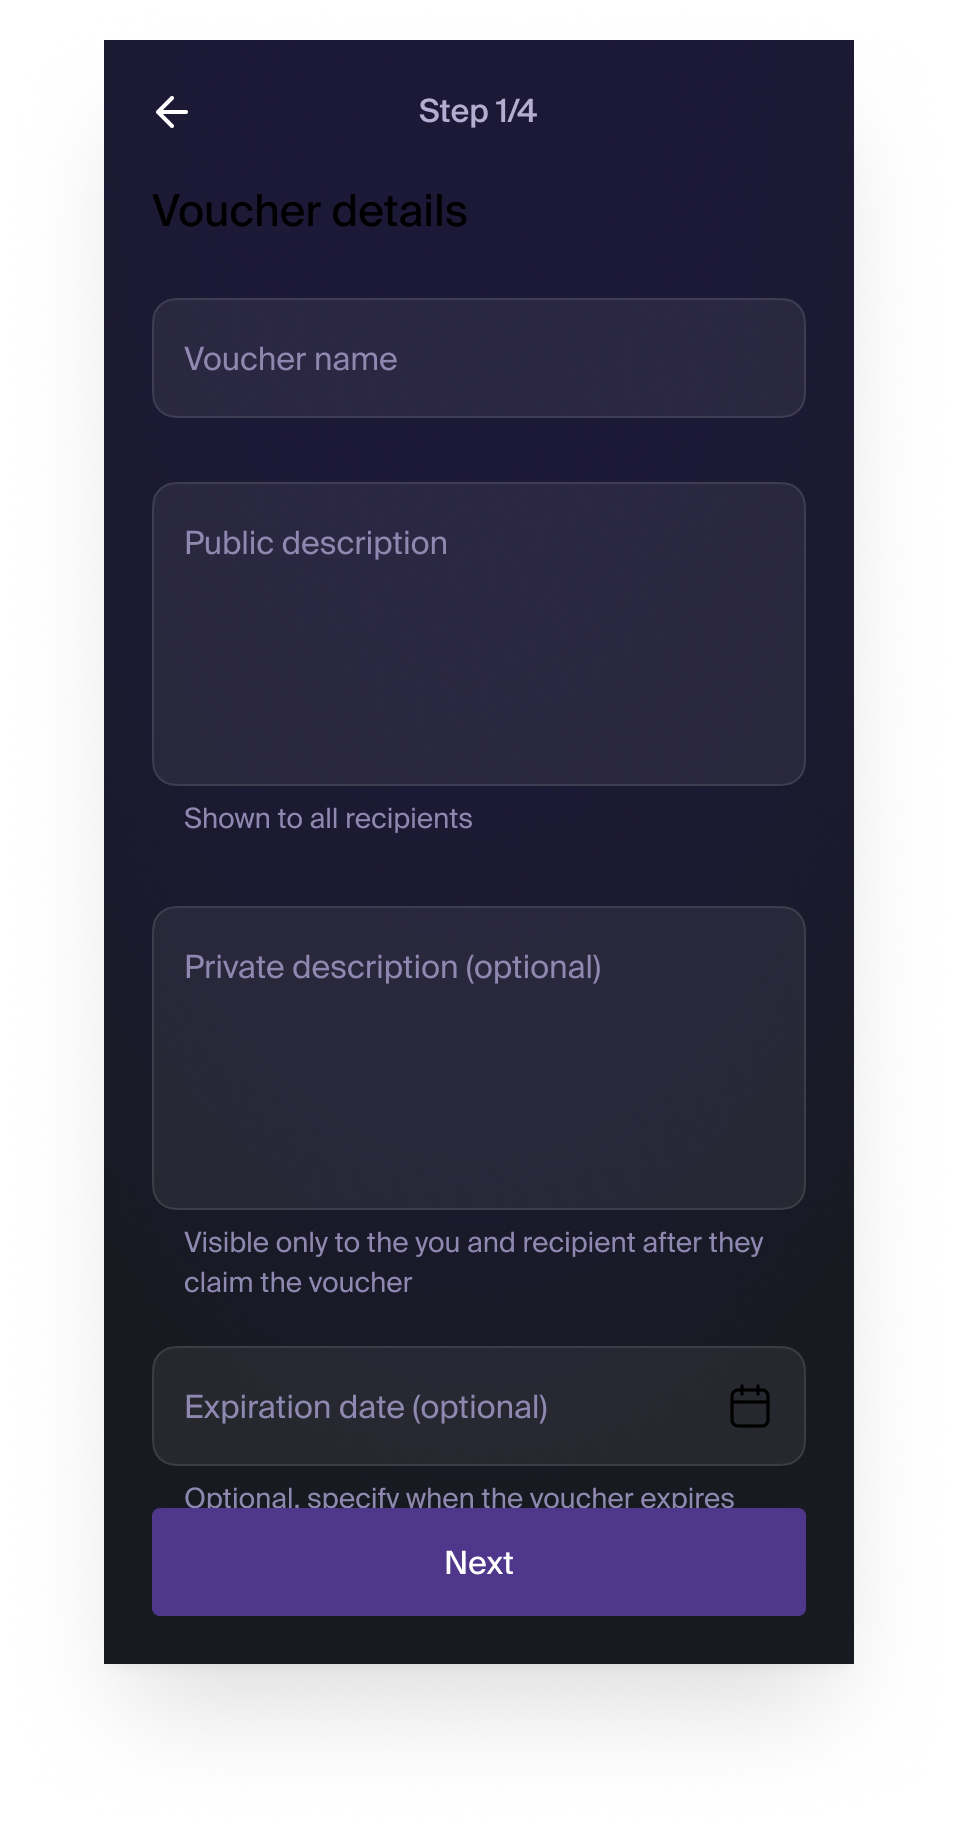 Step 1/4
Voucher details
Voucher name
Public description
Shown to all recipients
Private description (optional)
Visible only to the you and recipient after they
claim the voucher
Expiration date (optional)
Optional, specify when the voucher expires
Next